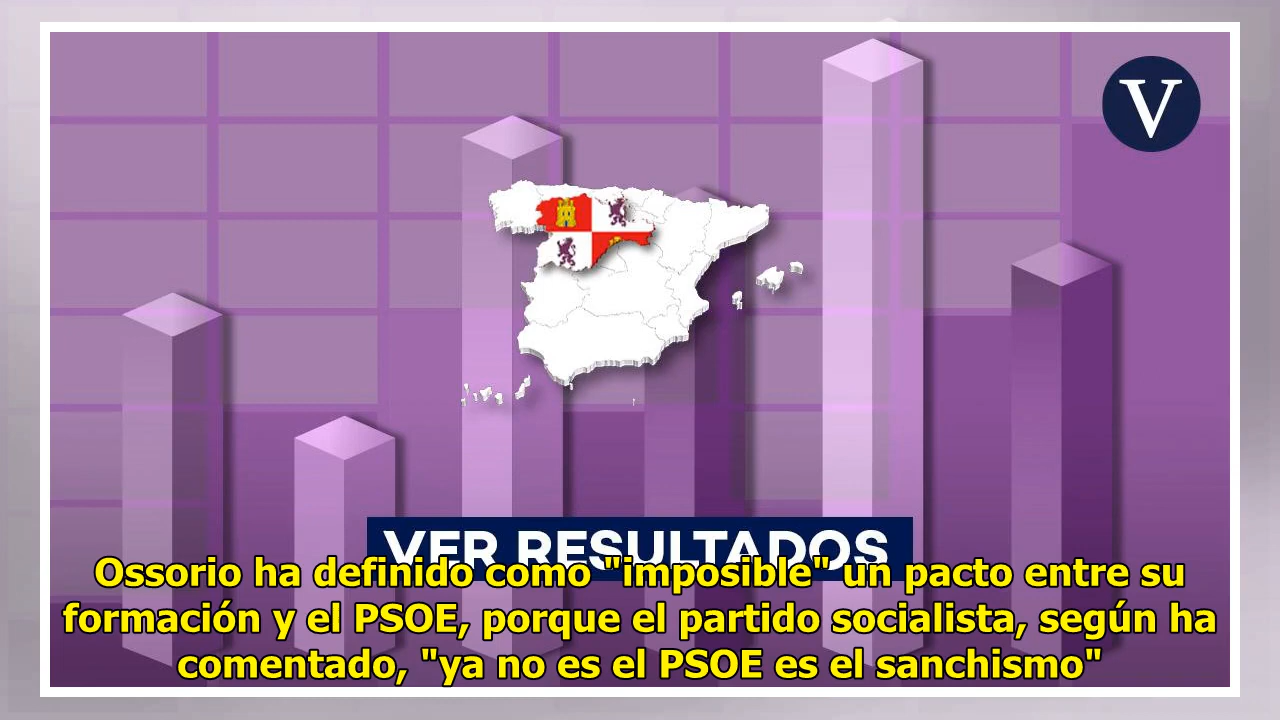 V
VER RESULTADOS
Ossorio ha definido como "imposible" un pacto entre su
formación y el PSOE, porque el partido socialista, según ha
comentado, "ya no es el PSOE es el sanchismo"